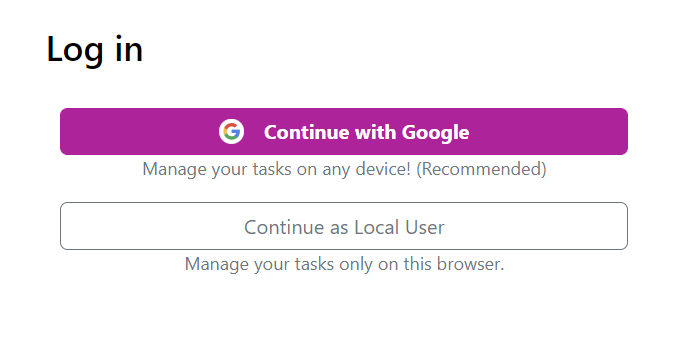 Log in
Continue with Google
Manage your tasks on any device! (Recommended)
Continue as Local User
Manage your tasks only on this browser.